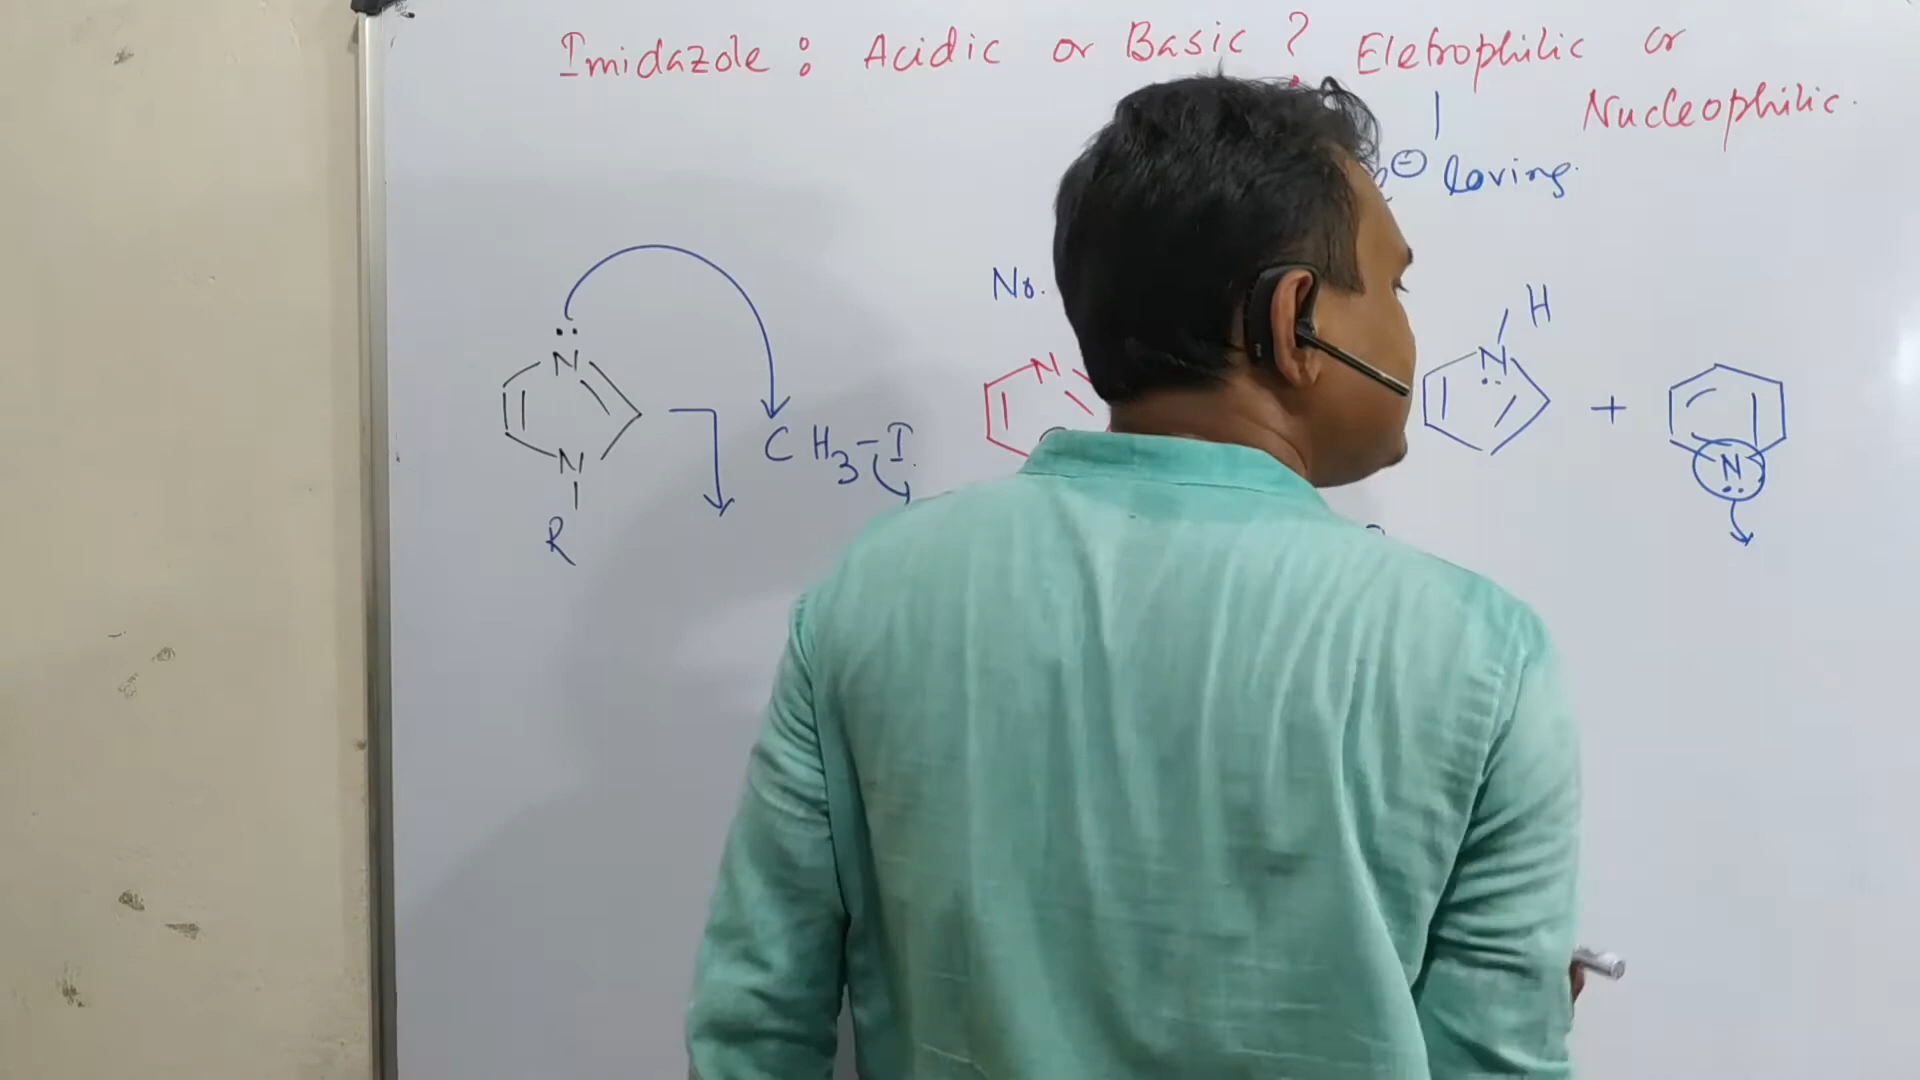 Imidazole : Acidic or Basic ? Eletrophilic or
Nucleophilic.
loving.
No.
H
N
N
N
N
+
N
CH3-I
N
R